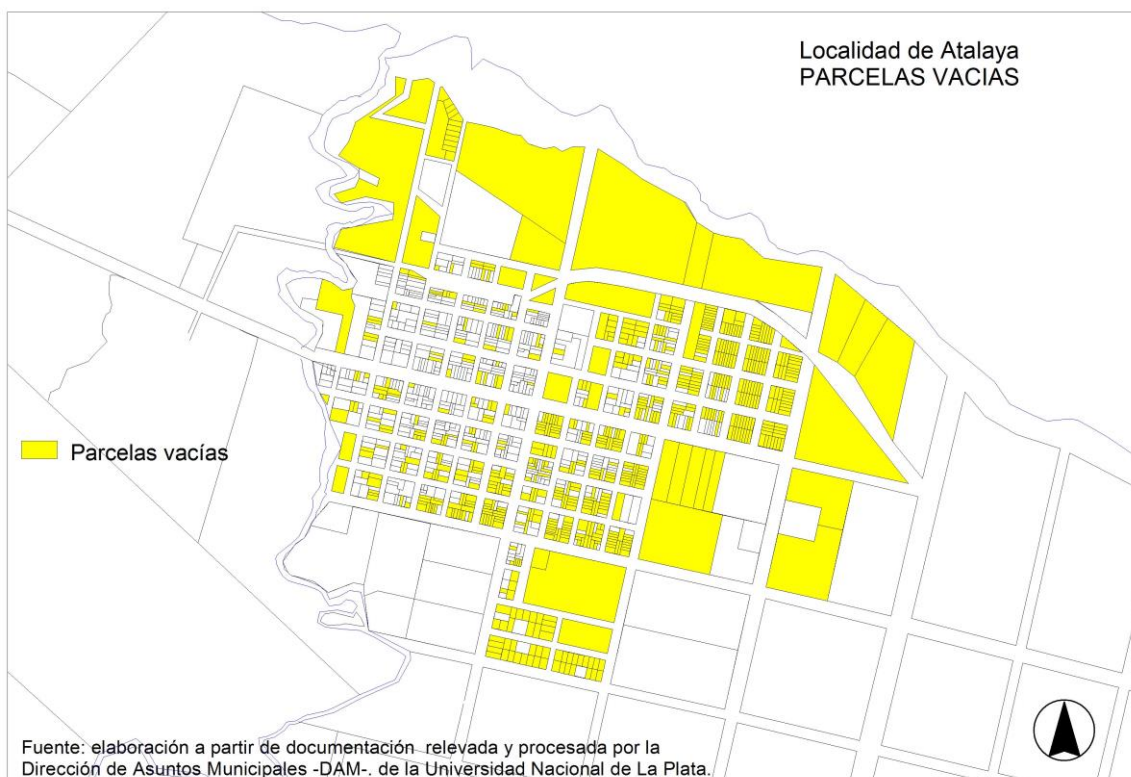 Localidad de Atalaya
PARCELAS VACIAS
Parcelas vacías
Fuente: elaboración a partir de documentación relevada y procesada por la
Dirección de Asuntos Municipales -DAM-. de la Universidad Nacional de La Plata.